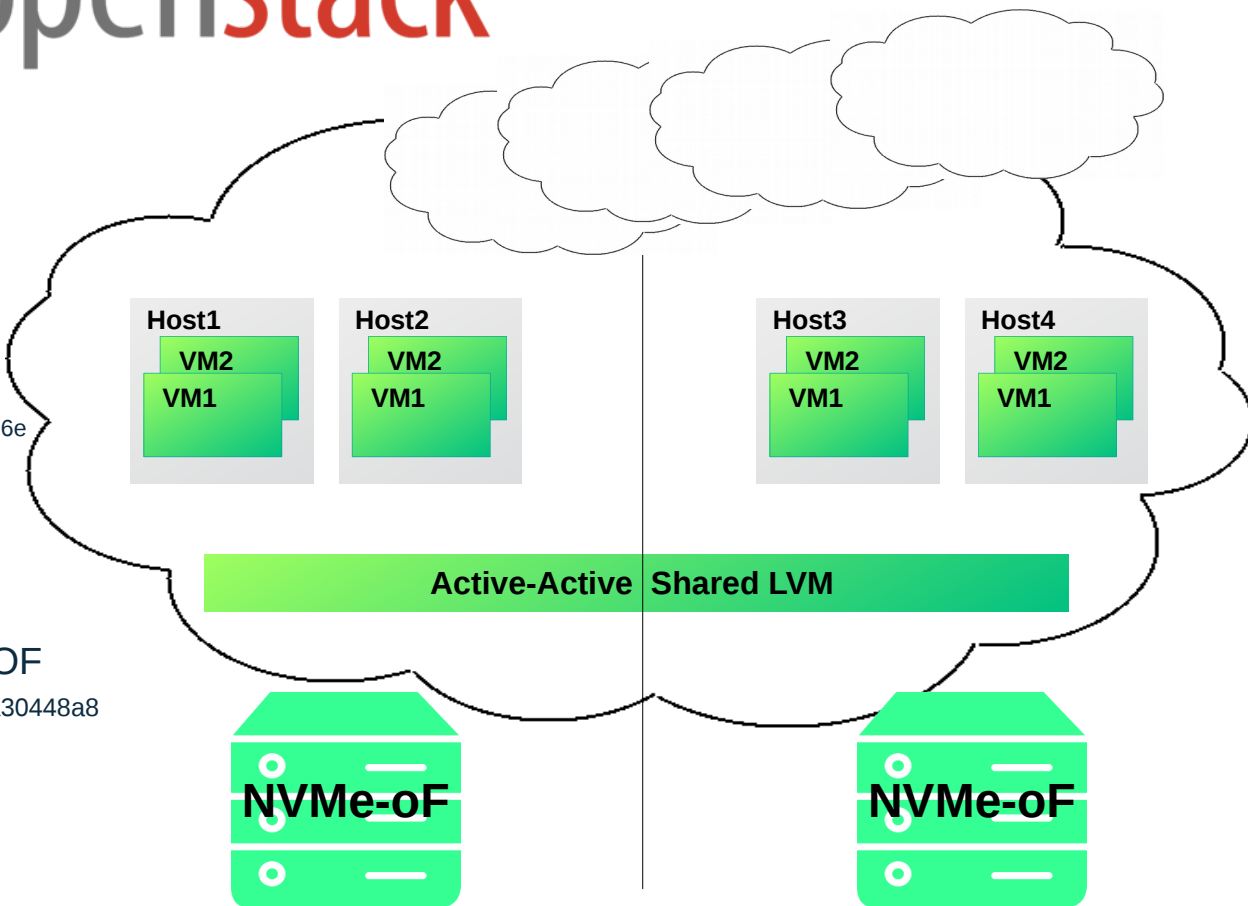 openstack
Host1
VM2
VM1
Host2
VM2
VM1
Host3
VM2
VM1
Host4
VM2
VM1
6e
Active-Active Shared LVM
OF
30448a8
NVMe-oF
NVMe-oF